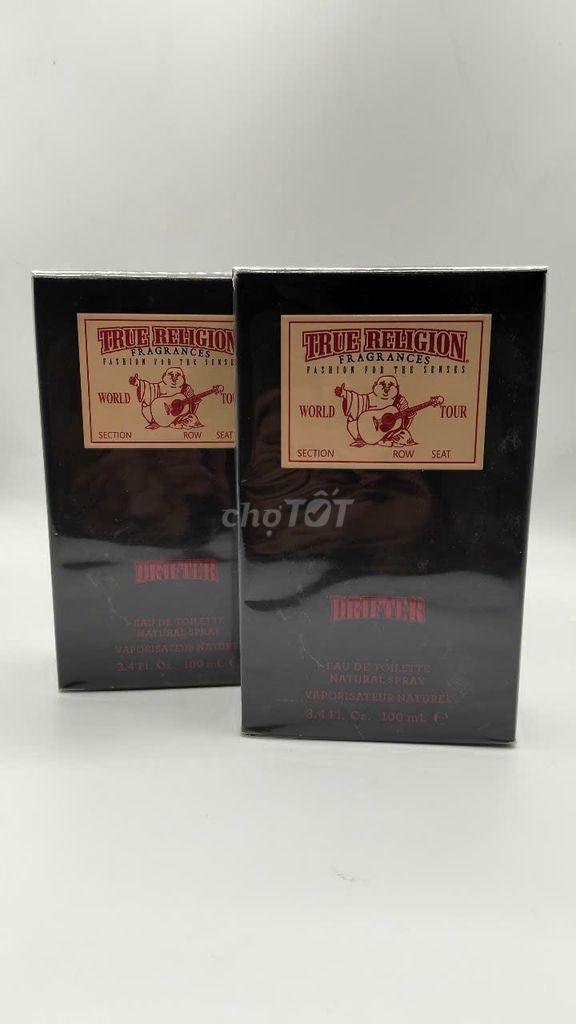 TRUE RELIGION
FRAGRANCES
FASHION FOR THE SENSES
WORLD TOUR
SECTION ROW SEAT
DRIFTER
EAU DE TOILETTE
NATURAL SPRAY
VAPORISATEUR NATUREL
3.4 Fl. Oz. 100 mL ℮
TRUE RELIGION®
FRAGRANCES
FASHION FOR THE SENSES
WORLD TOUR
SECTION ROW SEAT
chợTỐT
DRIFTER
EAU DE TOILETTE
NATURAL SPRAY
VAPORISATEUR NATUREL
3.4 Fl. Oz. 100 mL ℮